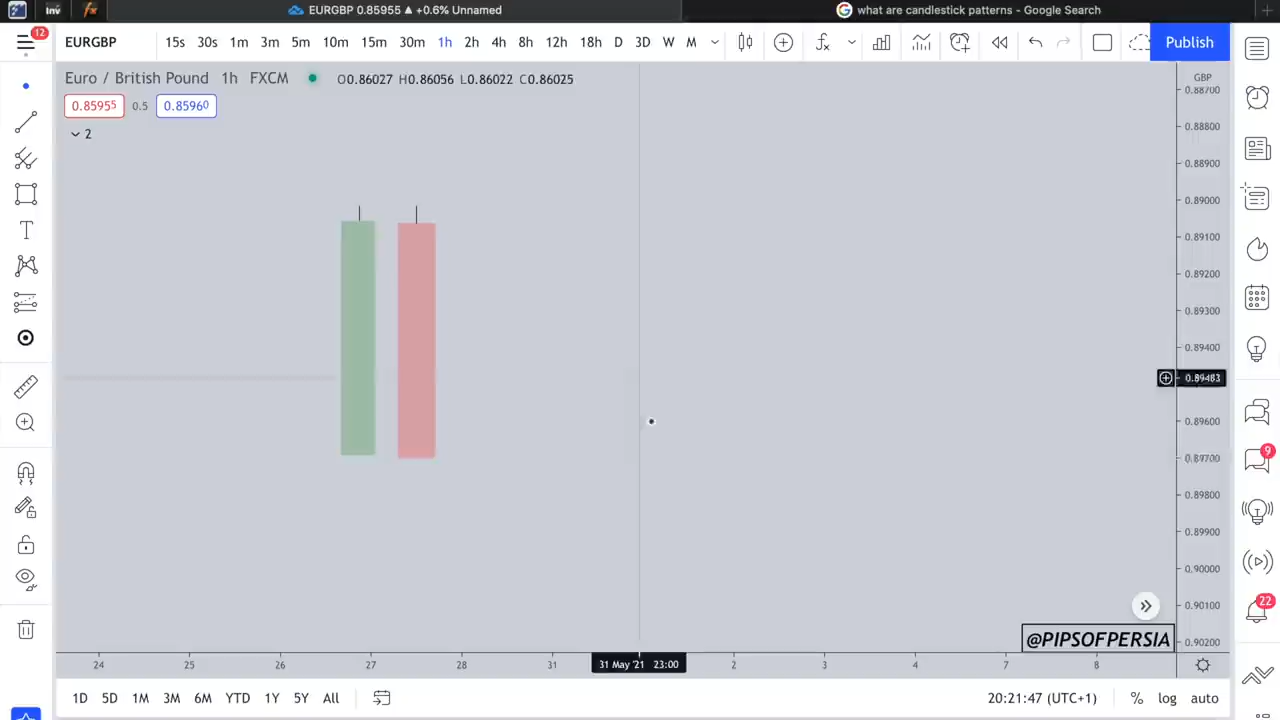 Inv
fx
EURGBP 0.85955 ▲ +0.6% Unnamed
what are candlestick patterns - Google Search
12
EURGBP
15s 30s 1m 3m 5m 10m 15m 30m 1h 2h 4h 8h 12h 18h D 3D W M
Publish
Euro / British Pound 1h FXCM
O0.86027 H0.86056 L0.86022 C0.86025
GBP
0.85955 0.5 0.85960
2
0.88700
0.88800
0.88900
0.89000
0.89100
0.89200
0.89300
0.89400
0.89600
0.89700
0.89800
0.89900
0.90000
0.90100
0.90200
9
22
@PIPSOFPERSIA
24 25 26 27 28 31 31 May '21 23:00 2 3 4 7 8
1D 5D 1M 3M 6M YTD 1Y 5Y All
20:21:47 (UTC+1) % log auto